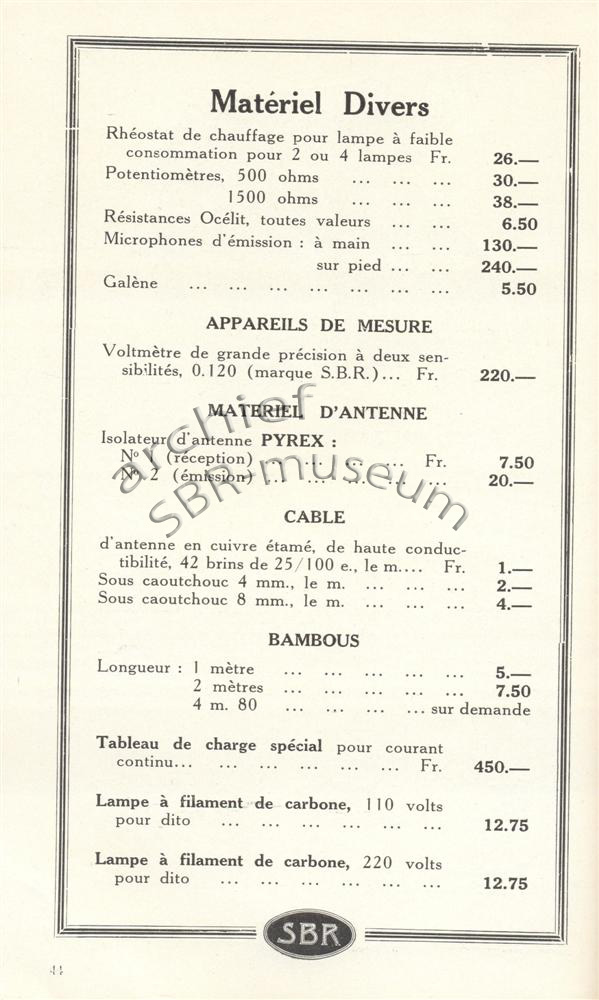 Matériel Divers
Rhéostat de chauffage pour lampe à faible
consommation pour 2 ou 4 lampes Fr. 26.—
Potentiomètres, 500 ohms ... ... ... 30.—
1500 ohms ... ... ... 38.—
Résistances Océlit, toutes valeurs ... ... 6.50
Microphones d'émission : à main ... ... 130.—
sur pied ... ... 240.—
Galène ... ... ... ... ... ... ... 5.50
APPAREILS DE MESURE
Voltmètre de grande précision à deux sen-
sibilités, 0.120 (marque S.B.R.)... Fr. 220.—
MATERIEL D'ANTENNE
Isolateur d'antenne PYREX :
N° 1 (réception) ... ... ... ... Fr. 7.50
N° 2 (émission) ... ... ... ... ... 20.—
archief
SBR-museum
CABLE
d'antenne en cuivre étamé, de haute conduc-
tibilité, 42 brins de 25/100 e., le m.... Fr. 1.—
Sous caoutchouc 4 mm., le m. ... ... ... 2.—
Sous caoutchouc 8 mm., le m. ... ... ... 4.—
BAMBOUS
Longueur : 1 mètre ... ... ... ... ... 5.—
2 mètres ... ... ... ... ... 7.50
4 m. 80 ... ... ... ... sur demande
Tableau de charge spécial pour courant
continu... ... ... ... ... ... Fr. 450.—
Lampe à filament de carbone, 110 volts
pour dito ... ... ... ... ... ... 12.75
Lampe à filament de carbone, 220 volts
pour dito ... ... ... ... ... ... 12.75
SBR
44